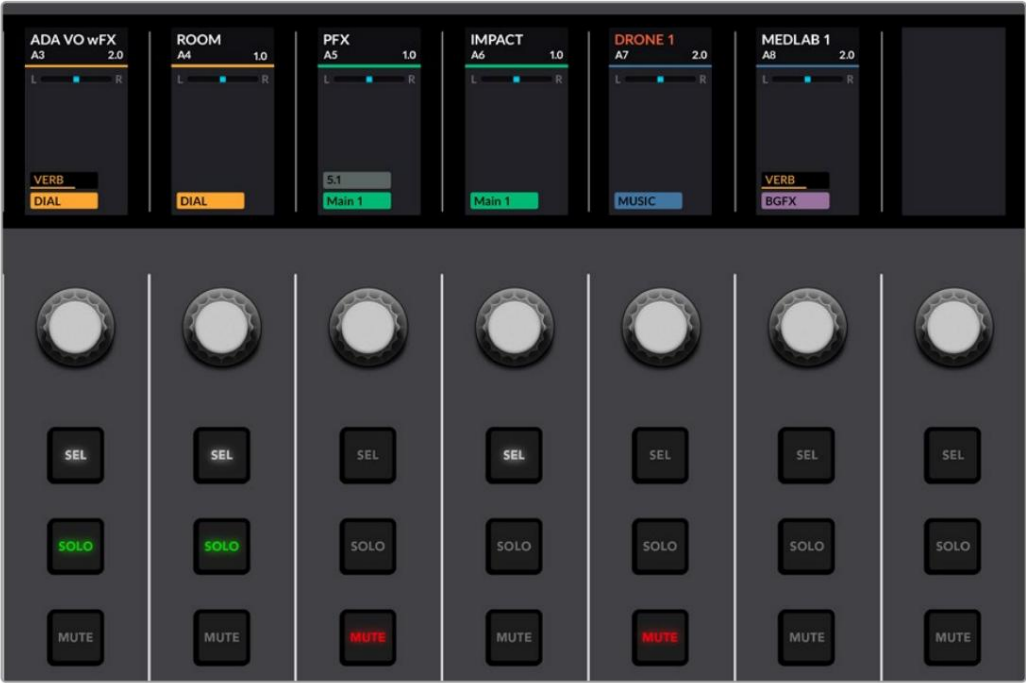 ADA VO wFX
A3 2.0
L R
VERB
DIAL
ROOM
A4 1.0
L R
DIAL
PFX
A5 1.0
L R
5.1
Main 1
IMPACT
A6 1.0
L R
Main 1
DRONE 1
A7 2.0
L R
MUSIC
MEDLAB 1
A8 2.0
L R
VERB
BGFX
SEL SEL SEL SEL SEL SEL SEL
SOLO SOLO SOLO SOLO SOLO SOLO SOLO
MUTE MUTE MUTE MUTE MUTE MUTE MUTE